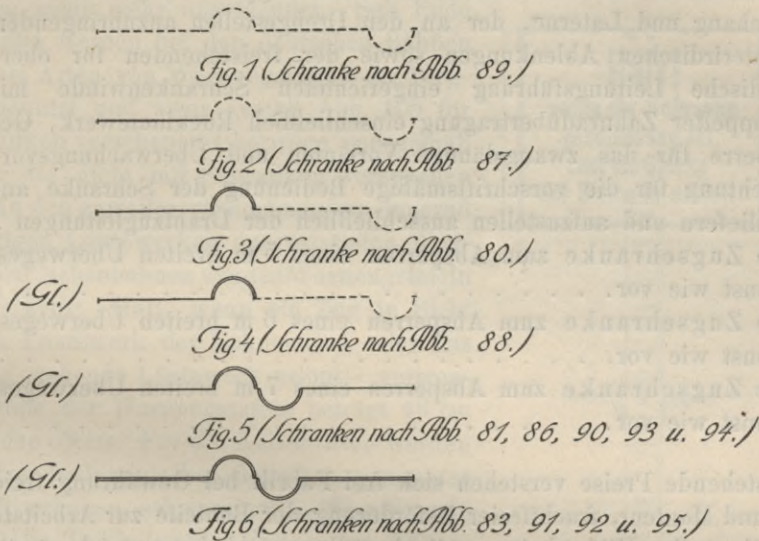 Fig. 1 (Schranke nach Abb. 89.)
Fig. 2 (Schranke nach Abb. 87.)
Fig. 3 (Schranke nach Abb. 80.)
(Gl.)
Fig. 4 (Schranke nach Abb. 88.)
(Gl.)
Fig. 5 (Schranken nach Abb. 81, 86, 90, 93 u. 94.)
(Gl.)
Fig. 6 (Schranken nach Abb. 83, 91, 92 u. 95.)